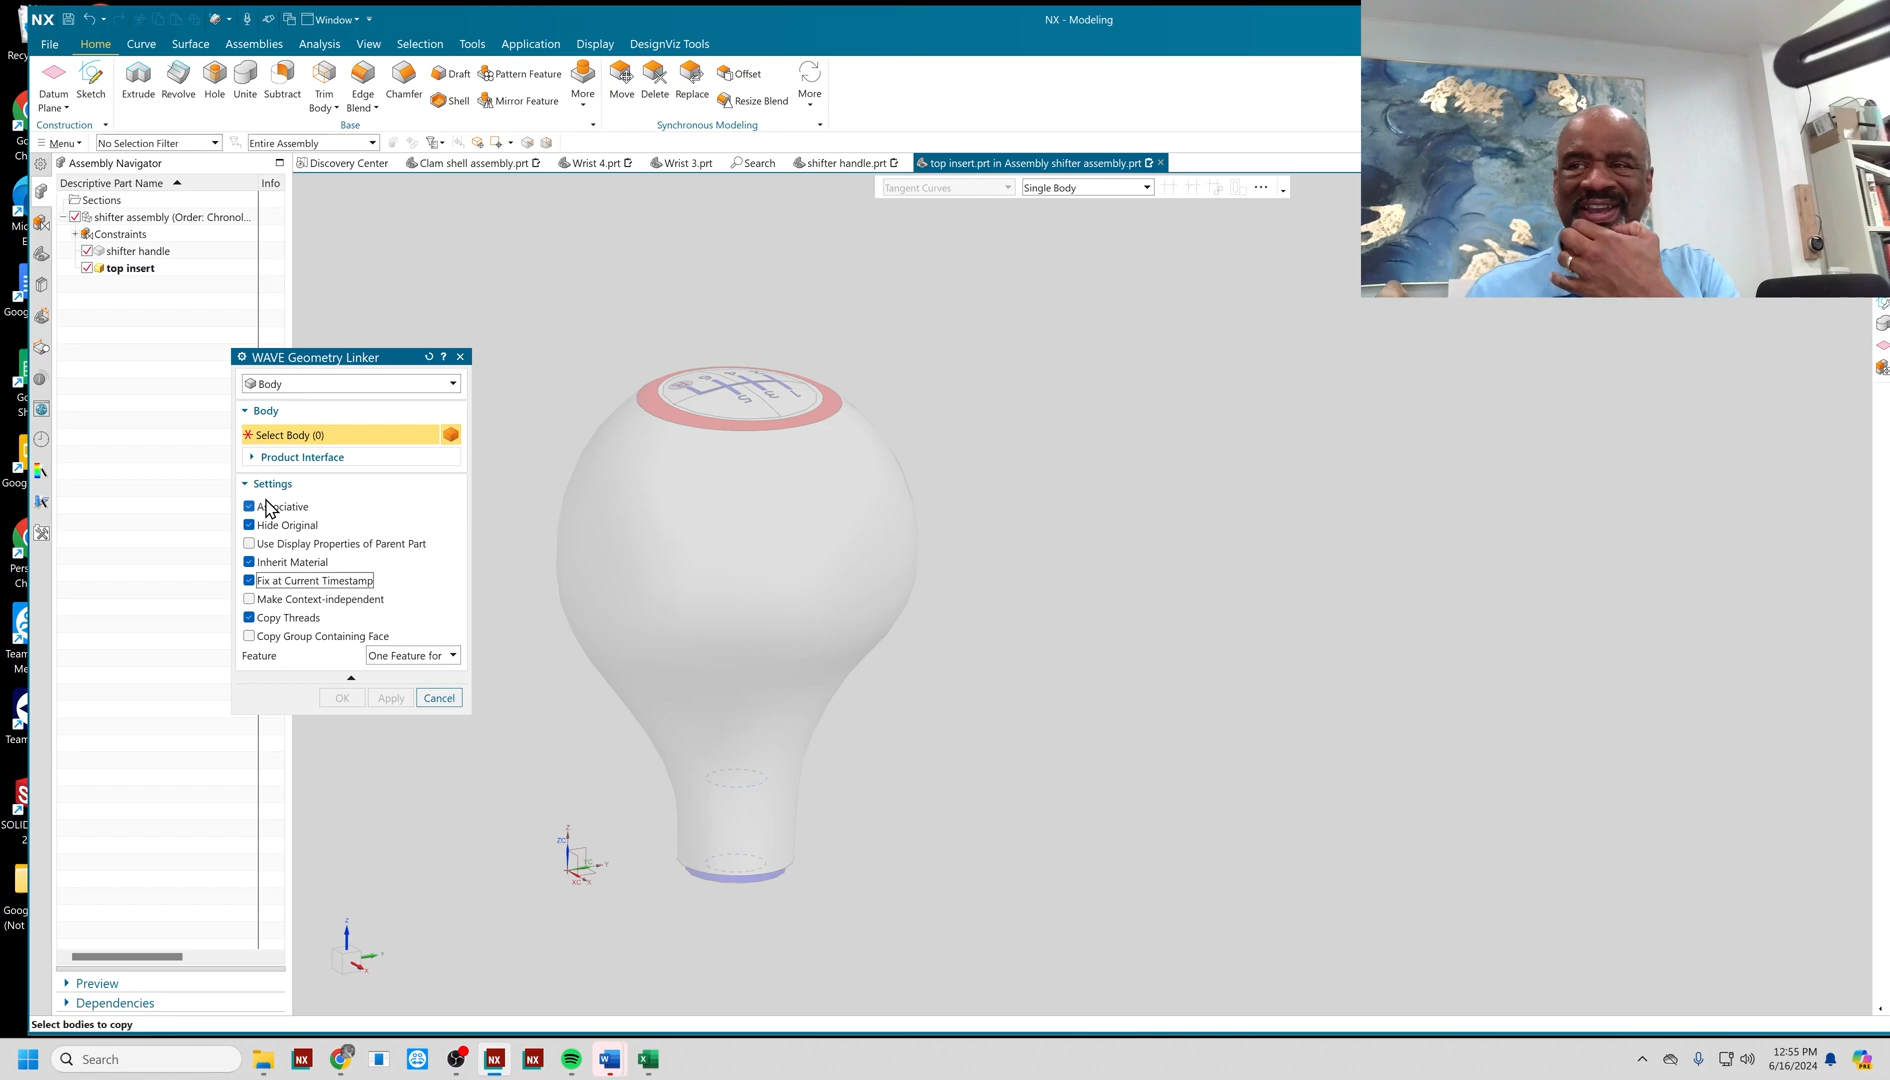 NX
Window
NX - Modeling
File Home Curve Surface Assemblies Analysis View Selection Tools Application Display DesignViz Tools
Datum Plane
Sketch
Extrude
Revolve
Hole
Unite
Subtract
Trim Body
Edge Blend
Chamfer
Draft
Shell
Pattern Feature
Mirror Feature
More
Move
Delete
Replace
Offset
Resize Blend
More
Construction
Base
Synchronous Modeling
Menu
No Selection Filter
Entire Assembly
Assembly Navigator
Discovery Center
Clam shell assembly.prt
Wrist 4.prt
Wrist 3.prt
Search
shifter handle.prt
top insert.prt in Assembly shifter assembly.prt
Descriptive Part Name
Info
Tangent Curves
Single Body
Sections
shifter assembly (Order: Chronol...
Constraints
shifter handle
top insert
WAVE Geometry Linker
Body
Body
Select Body (0)
Product Interface
Settings
Associative
Hide Original
Use Display Properties of Parent Part
Inherit Material
Fix at Current Timestamp
Make Context-independent
Copy Threads
Copy Group Containing Face
Feature
One Feature for
OK
Apply
Cancel
Preview
Dependencies
Select bodies to copy
Search
12:55 PM
6/16/2024